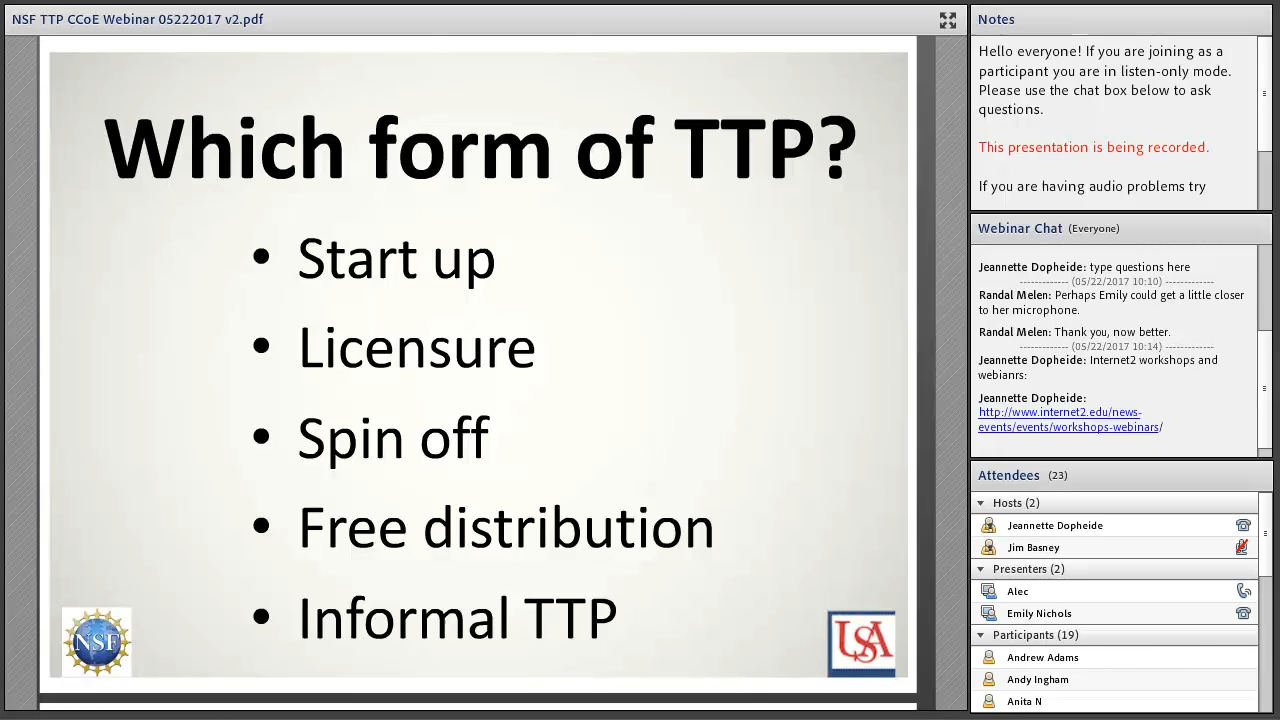 NSF TTP CCoE Webinar 05222017 v2.pdf
Which form of TTP?
• Start up
• Licensure
• Spin off
• Free distribution
• Informal TTP
NSF
USA
Notes
Hello everyone! If you are joining as a
participant you are in listen-only mode.
Please use the chat box below to ask
questions.
This presentation is being recorded.
If you are having audio problems try
Webinar Chat (Everyone)
Jeannette Dopheide: type questions here
------------ (05/22/2017 10:10) ------------
Randal Melen: Perhaps Emily could get a little closer
to her microphone.
Randal Melen: Thank you, now better.
------------ (05/22/2017 10:14) ------------
Jeannette Dopheide: Internet2 workshops and
webianrs:
Jeannette Dopheide:
http://www.internet2.edu/news-
events/events/workshops-webinars/
Attendees (23)
Hosts (2)
Jeannette Dopheide
Jim Basney
Presenters (2)
Alec
Emily Nichols
Participants (19)
Andrew Adams
Andy Ingham
Anita N